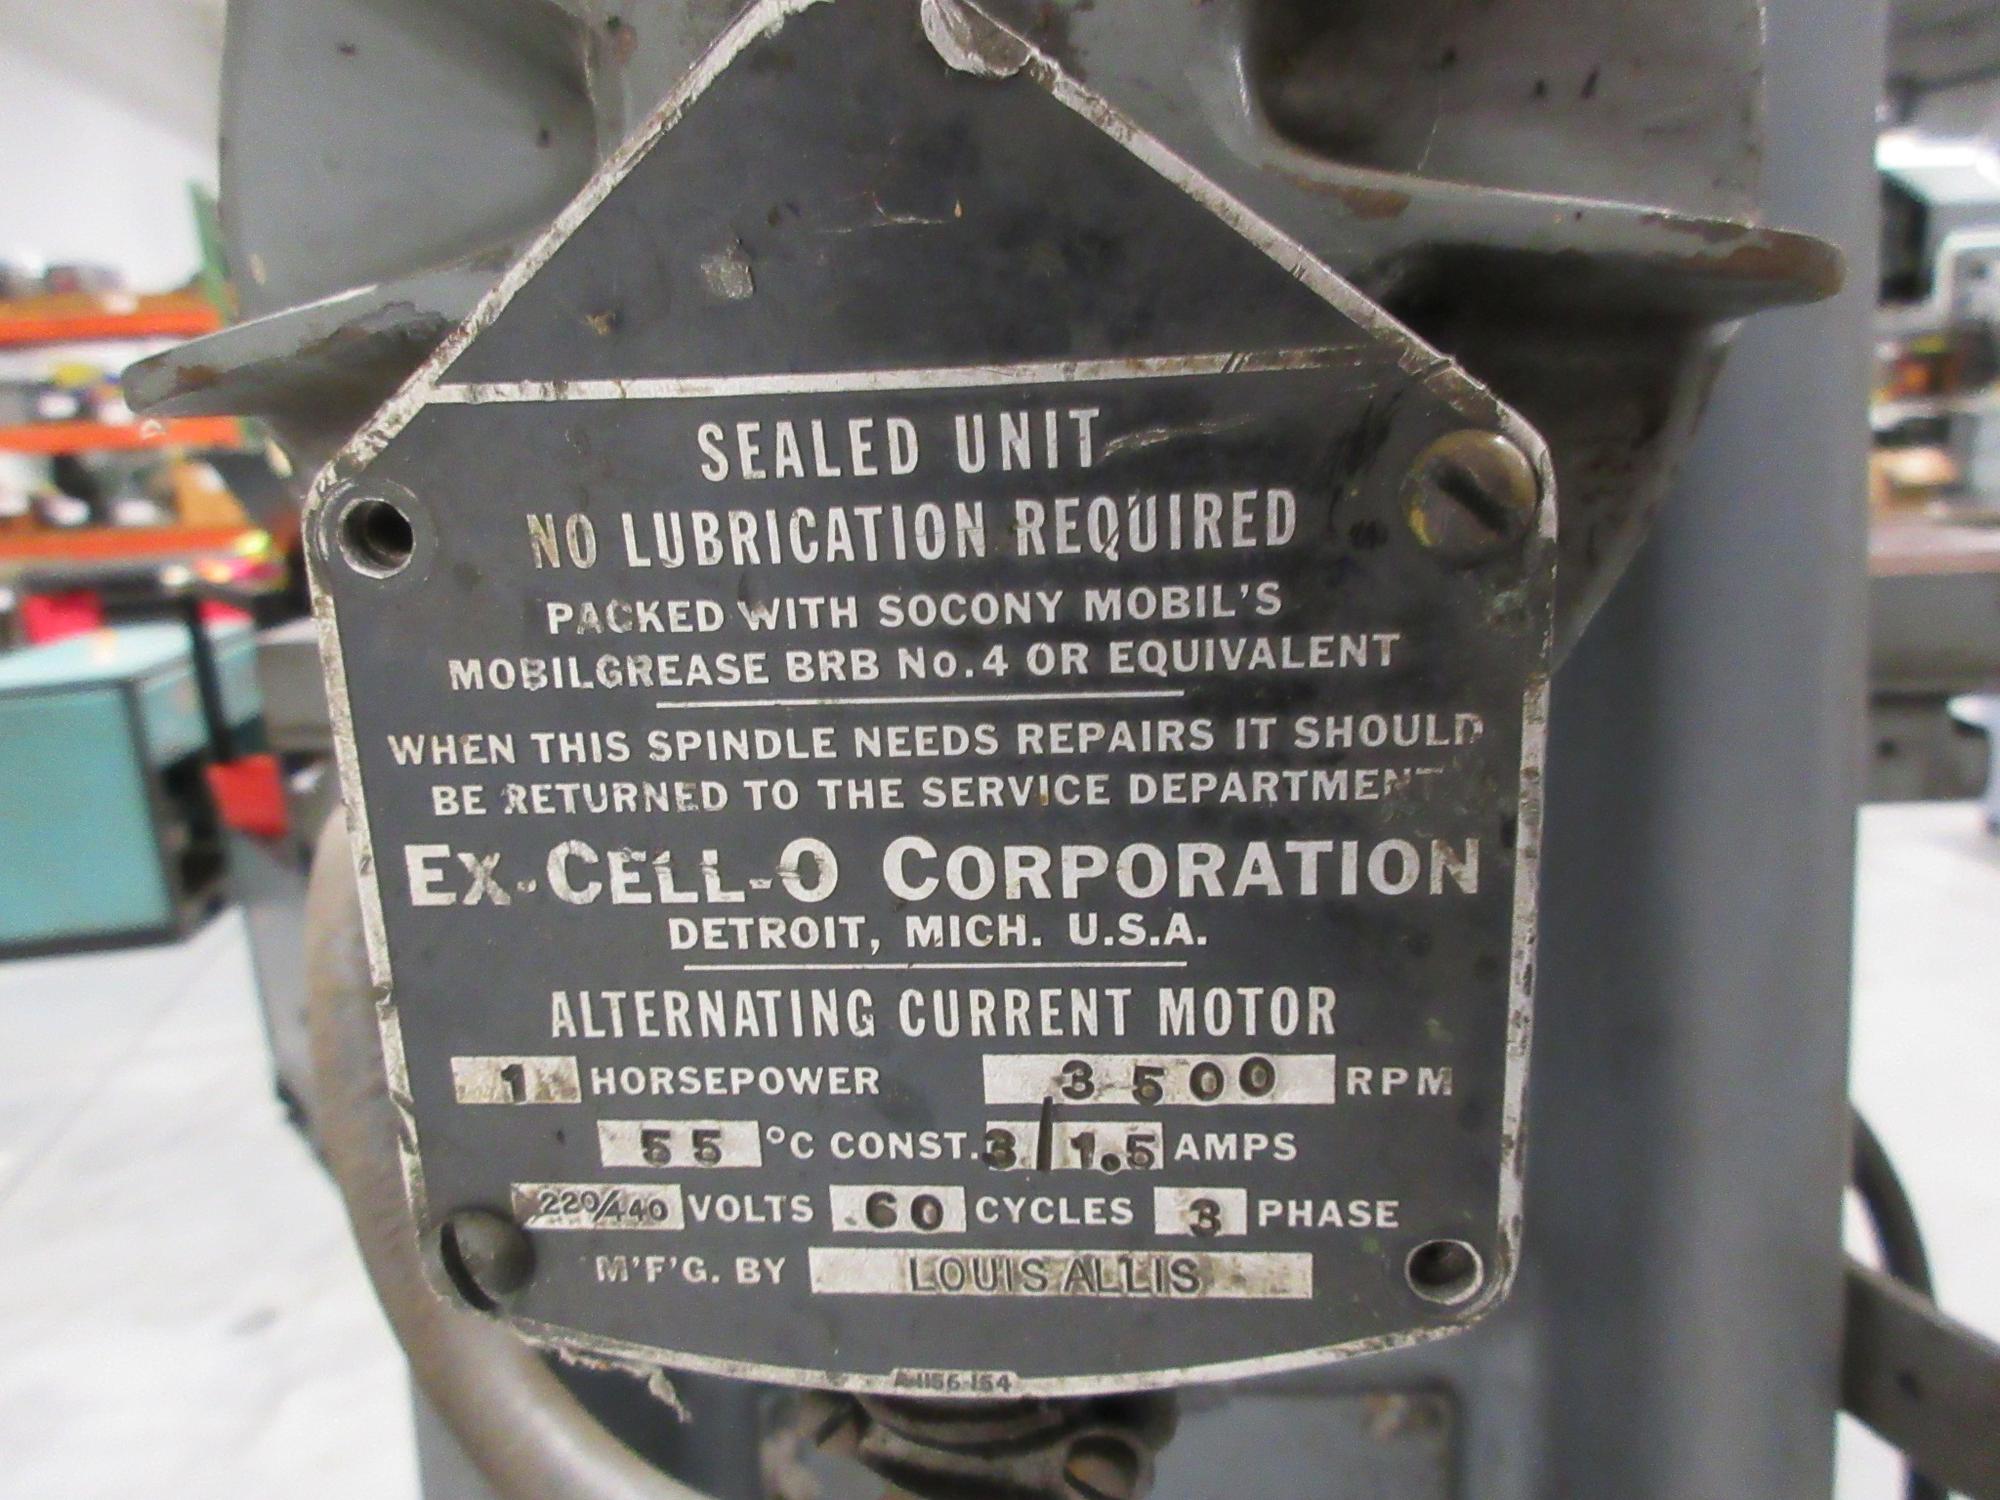 SEALED UNIT
NO LUBRICATION REQUIRED
PACKED WITH SOCONY MOBIL'S
MOBILGREASE BRB No. 4 OR EQUIVALENT
WHEN THIS SPINDLE NEEDS REPAIRS IT SHOULD
BE RETURNED TO THE SERVICE DEPARTMENT
EX-CELL-O CORPORATION
DETROIT, MICH. U.S.A.
ALTERNATING CURRENT MOTOR
1 HORSEPOWER 3500 RPM
55 °C CONST. 3/1.5 AMPS
220/440 VOLTS 60 CYCLES 3 PHASE
M'F'G. BY LOUIS ALLIS
A-1156-154